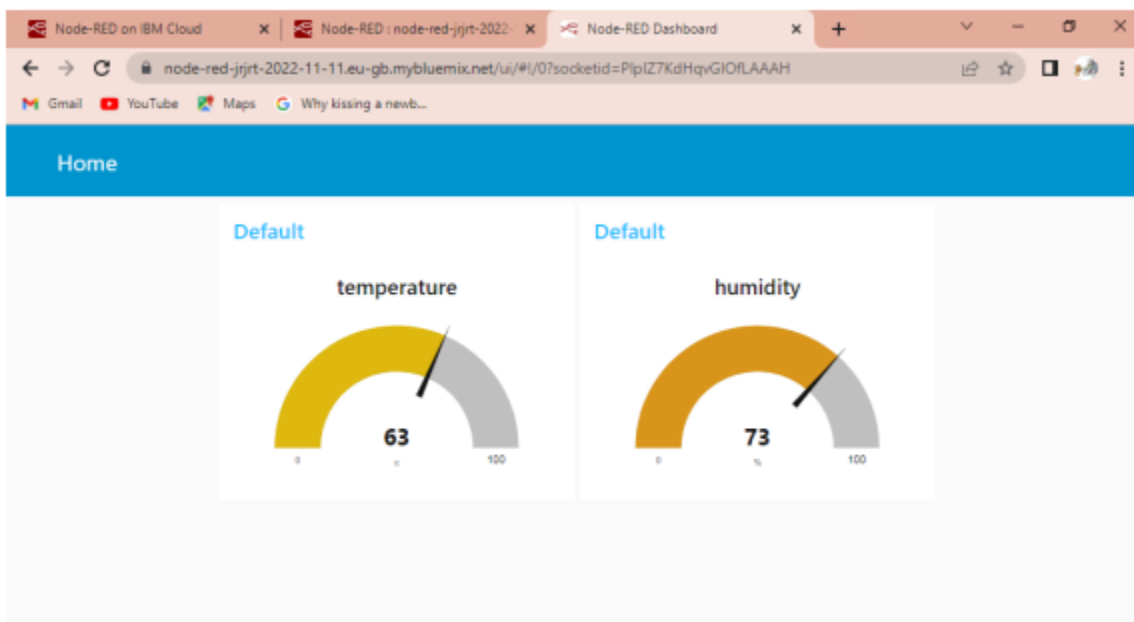 Node-RED on IBM Cloud
Node-RED : node-red-jrjrt-2022-
Node-RED Dashboard
node-red-jrjrt-2022-11-11.eu-gb.mybluemix.net/ui/#!/0?socketid=PlpIZ7KdHqvGIOfLAAAH
Gmail
YouTube
Maps
Why kissing a newb...
Home
Default
temperature
63
0
c
100
Default
humidity
73
0
%
100